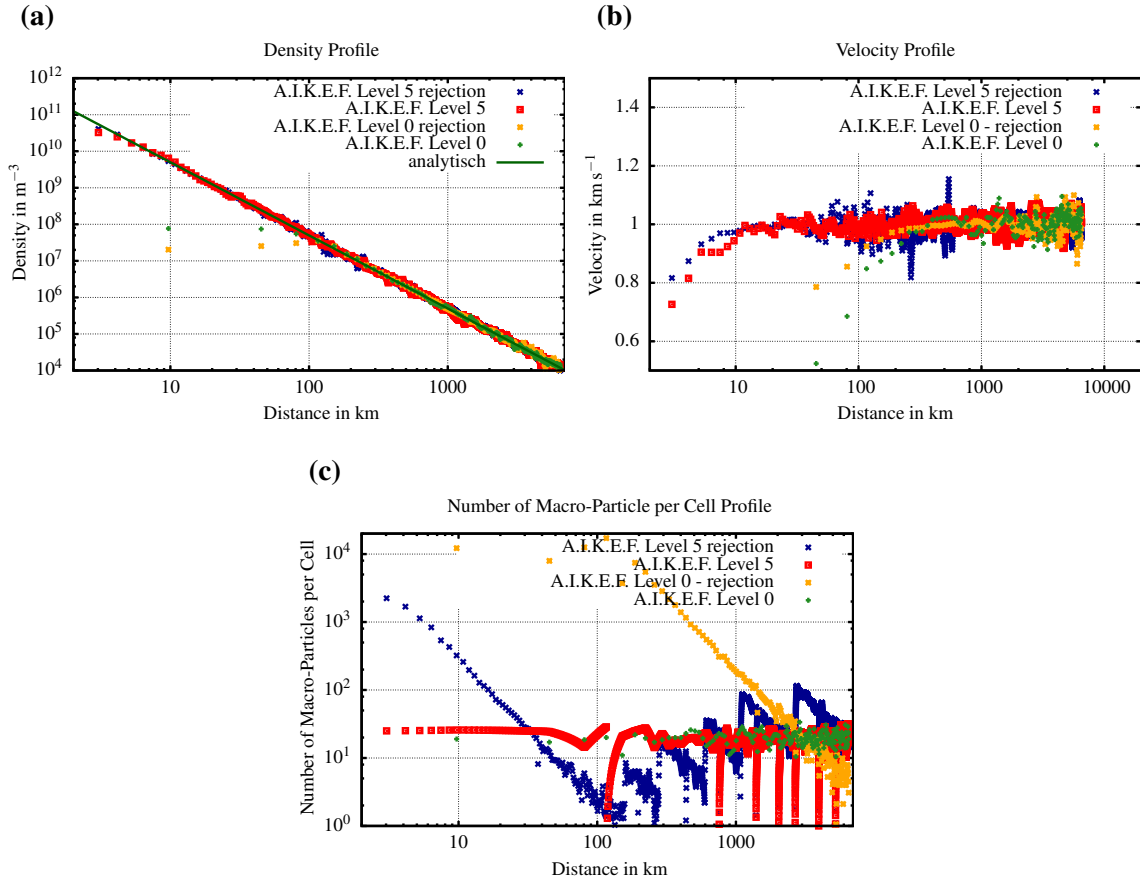 (a)
Density Profile
10^12
10^11
10^10
10^9
10^8
10^7
10^6
10^5
10^4
Density in m^−3
A.I.K.E.F. Level 5 rejection
A.I.K.E.F. Level 5
A.I.K.E.F. Level 0 rejection
A.I.K.E.F. Level 0
analytisch
10
100
1000
Distance in km
(b)
Velocity Profile
1.4
1.2
1
0.8
0.6
Velocity in km s^−1
A.I.K.E.F. Level 5 rejection
A.I.K.E.F. Level 5
A.I.K.E.F. Level 0 - rejection
A.I.K.E.F. Level 0
10
100
1000
10000
Distance in km
(c)
Number of Macro-Particle per Cell Profile
10^4
10^3
10^2
10^1
10^0
Number of Macro-Particles per Cell
A.I.K.E.F. Level 5 rejection
A.I.K.E.F. Level 5
A.I.K.E.F. Level 0 - rejection
A.I.K.E.F. Level 0
10
100
1000
Distance in km